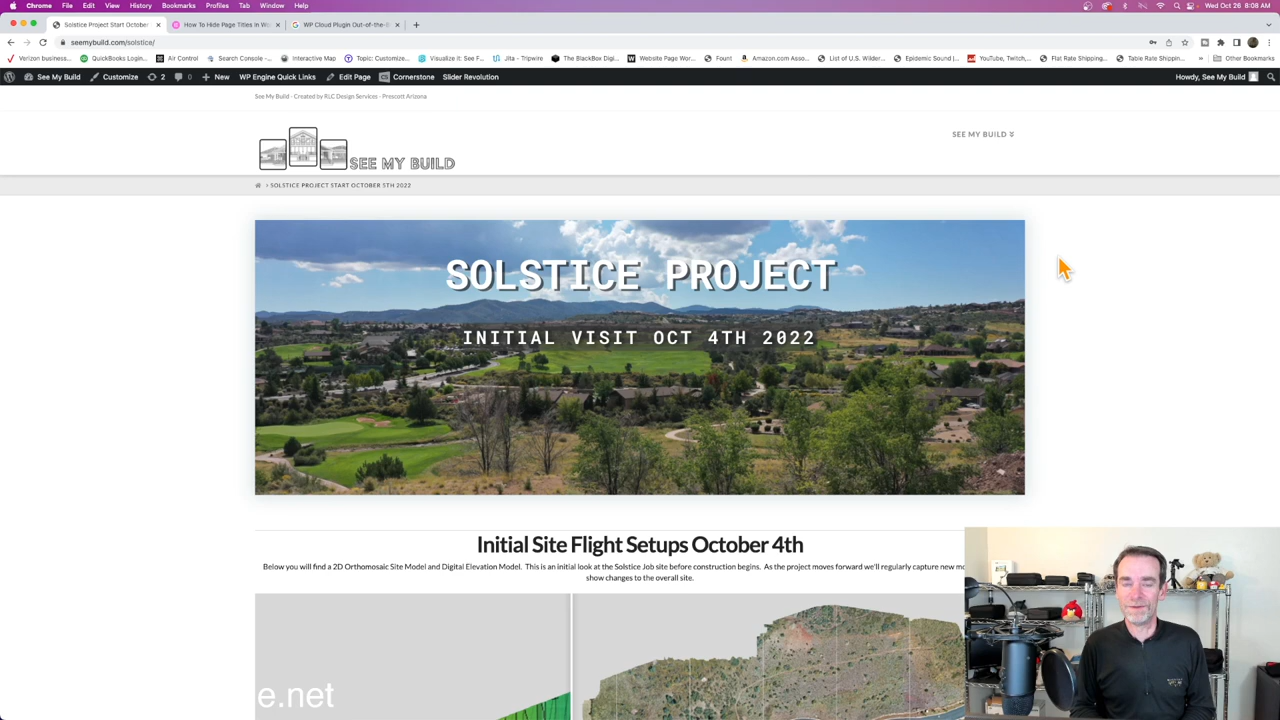 Chrome File Edit View History Bookmarks Profiles Tab Window Help Wed Oct 26 8:08 AM
Solstice Project Start October How To Hide Page Titles In Wo WP Cloud Plugin Out-of-the-B
seemybuild.com/solstice/
Verizon business... QuickBooks Login... Air Control Search Console -... Interactive Map Topic: Customize... Visualize it: See F... Jita - Tripwire The BlackBox Digi... Website Page Wor... Fount Amazon.com Asso... List of U.S. Wilder... Epidemic Sound |... YouTube, Twitch,... Flat Rate Shipping... Table Rate Shippin... » Other Bookmarks
See My Build Customize 2 0 New WP Engine Quick Links Edit Page Cornerstone Slider Revolution Howdy, See My Build
See My Build - Created by RLC Design Services - Prescott Arizona
SEE MY BUILD
SEE MY BUILD
SOLSTICE PROJECT START OCTOBER 5TH 2022
SOLSTICE PROJECT
INITIAL VISIT OCT 4TH 2022
Initial Site Flight Setups October 4th
Below you will find a 2D Orthomosaic Site Model and Digital Elevation Model. This is an initial look at the Solstice Job site before construction begins. As the project moves forward we'll regularly capture new mo
show changes to the overall site.
e.net